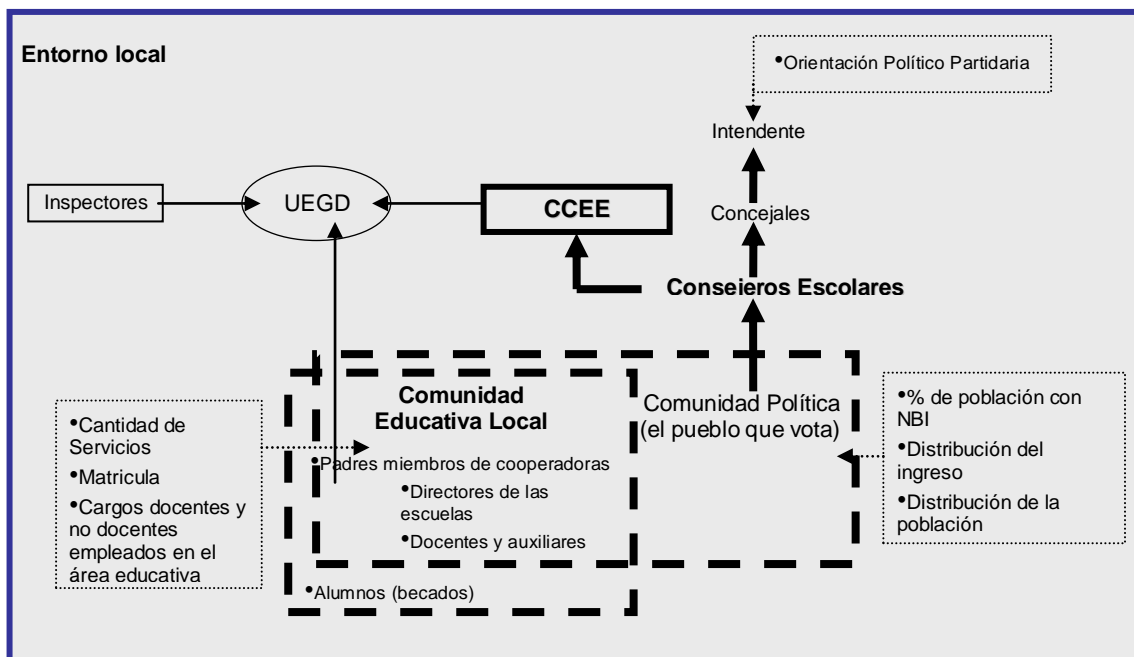 Entorno local
•Orientación Político Partidaria
Intendente
Inspectores
UEGD
CCEE
Concejales
Conseieros Escolares
Comunidad
Educativa Local
•Padres miembros de cooperadoras
•Directores de las
escuelas
•Docentes y auxiliares
•Alumnos (becados)
Comunidad Política
(el pueblo que vota)
•Cantidad de
Servicios
•Matricula
•Cargos docentes y
no docentes
empleados en el
área educativa
•% de población con
NBI
•Distribución del
ingreso
•Distribución de la
población